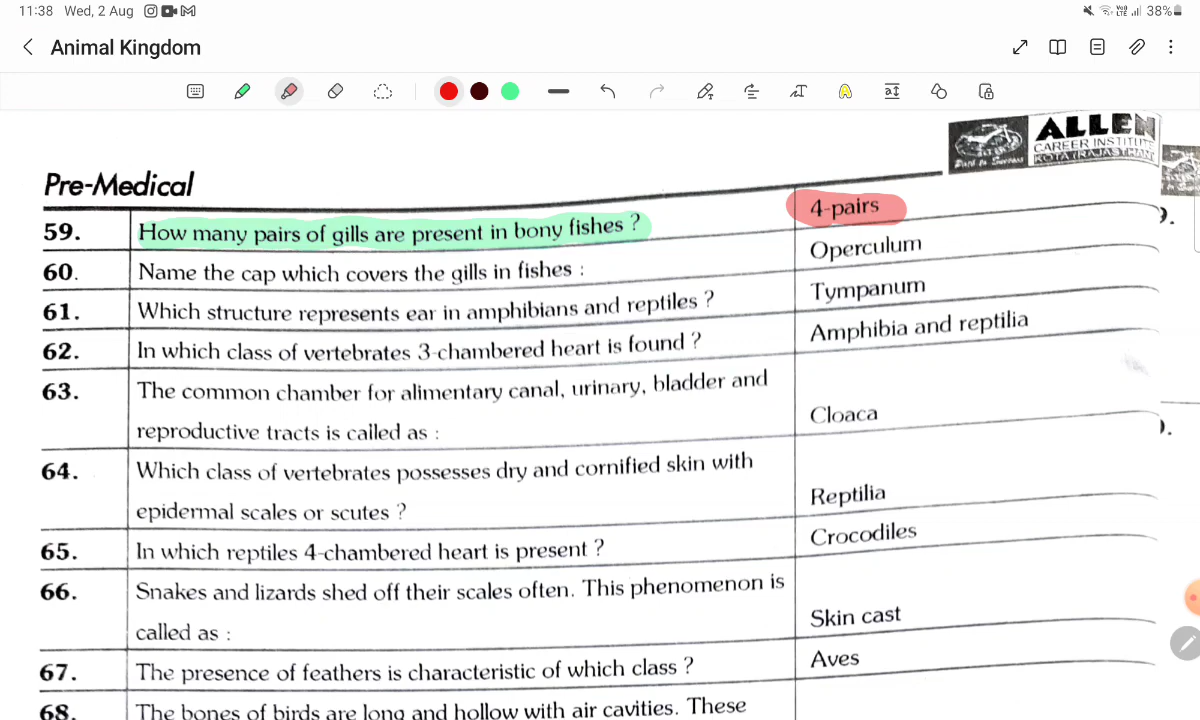 11:38 Wed, 2 Aug 38%
Animal Kingdom
ALLEN
CAREER INSTITUTE
KOTA (RAJASTHAN)
Pre-Medical
59. How many pairs of gills are present in bony fishes ? 4-pairs
60. Name the cap which covers the gills in fishes : Operculum
61. Which structure represents ear in amphibians and reptiles ? Tympanum
62. In which class of vertebrates 3-chambered heart is found ? Amphibia and reptilia
63. The common chamber for alimentary canal, urinary, bladder and
reproductive tracts is called as : Cloaca
64. Which class of vertebrates possesses dry and cornified skin with
epidermal scales or scutes ? Reptilia
65. In which reptiles 4-chambered heart is present ? Crocodiles
66. Snakes and lizards shed off their scales often. This phenomenon is
called as : Skin cast
67. The presence of feathers is characteristic of which class ? Aves
68. The bones of birds are long and hollow with air cavities. These